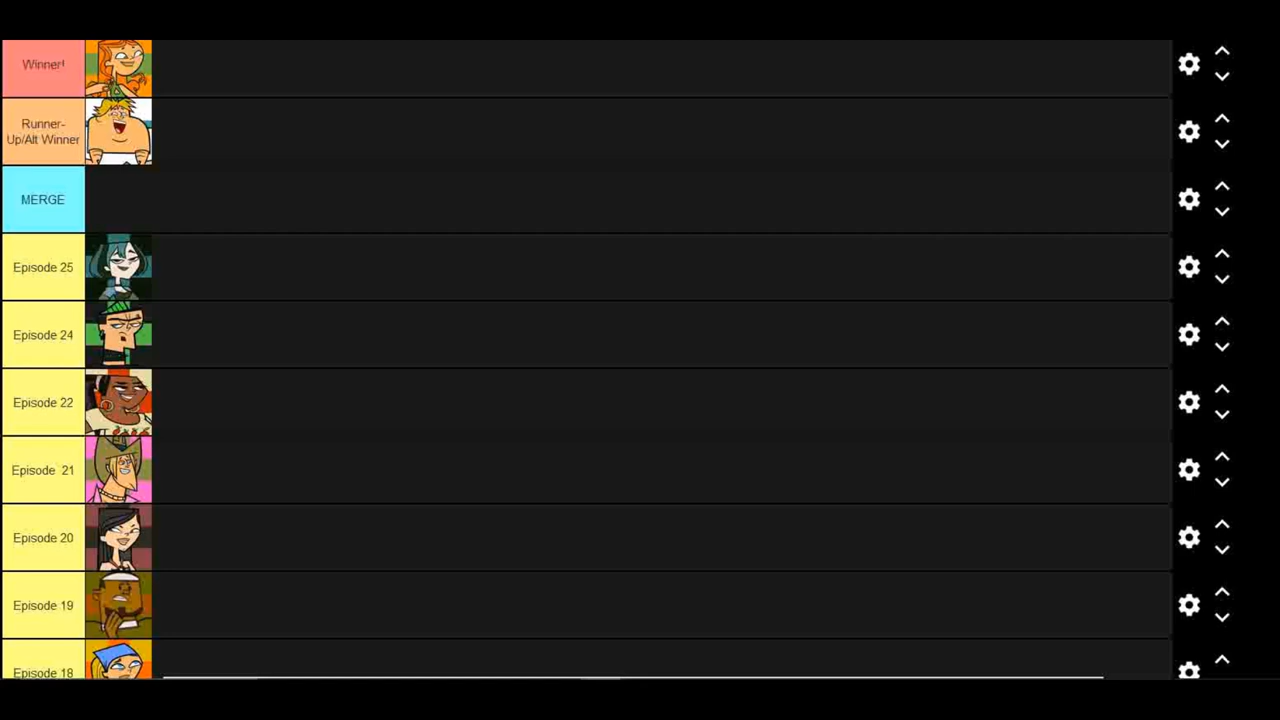 Winner!
Runner-
Up/Alt Winner
MERGE
Episode 25
Episode 24
Episode 22
Episode 21
Episode 20
Episode 19
Episode 18